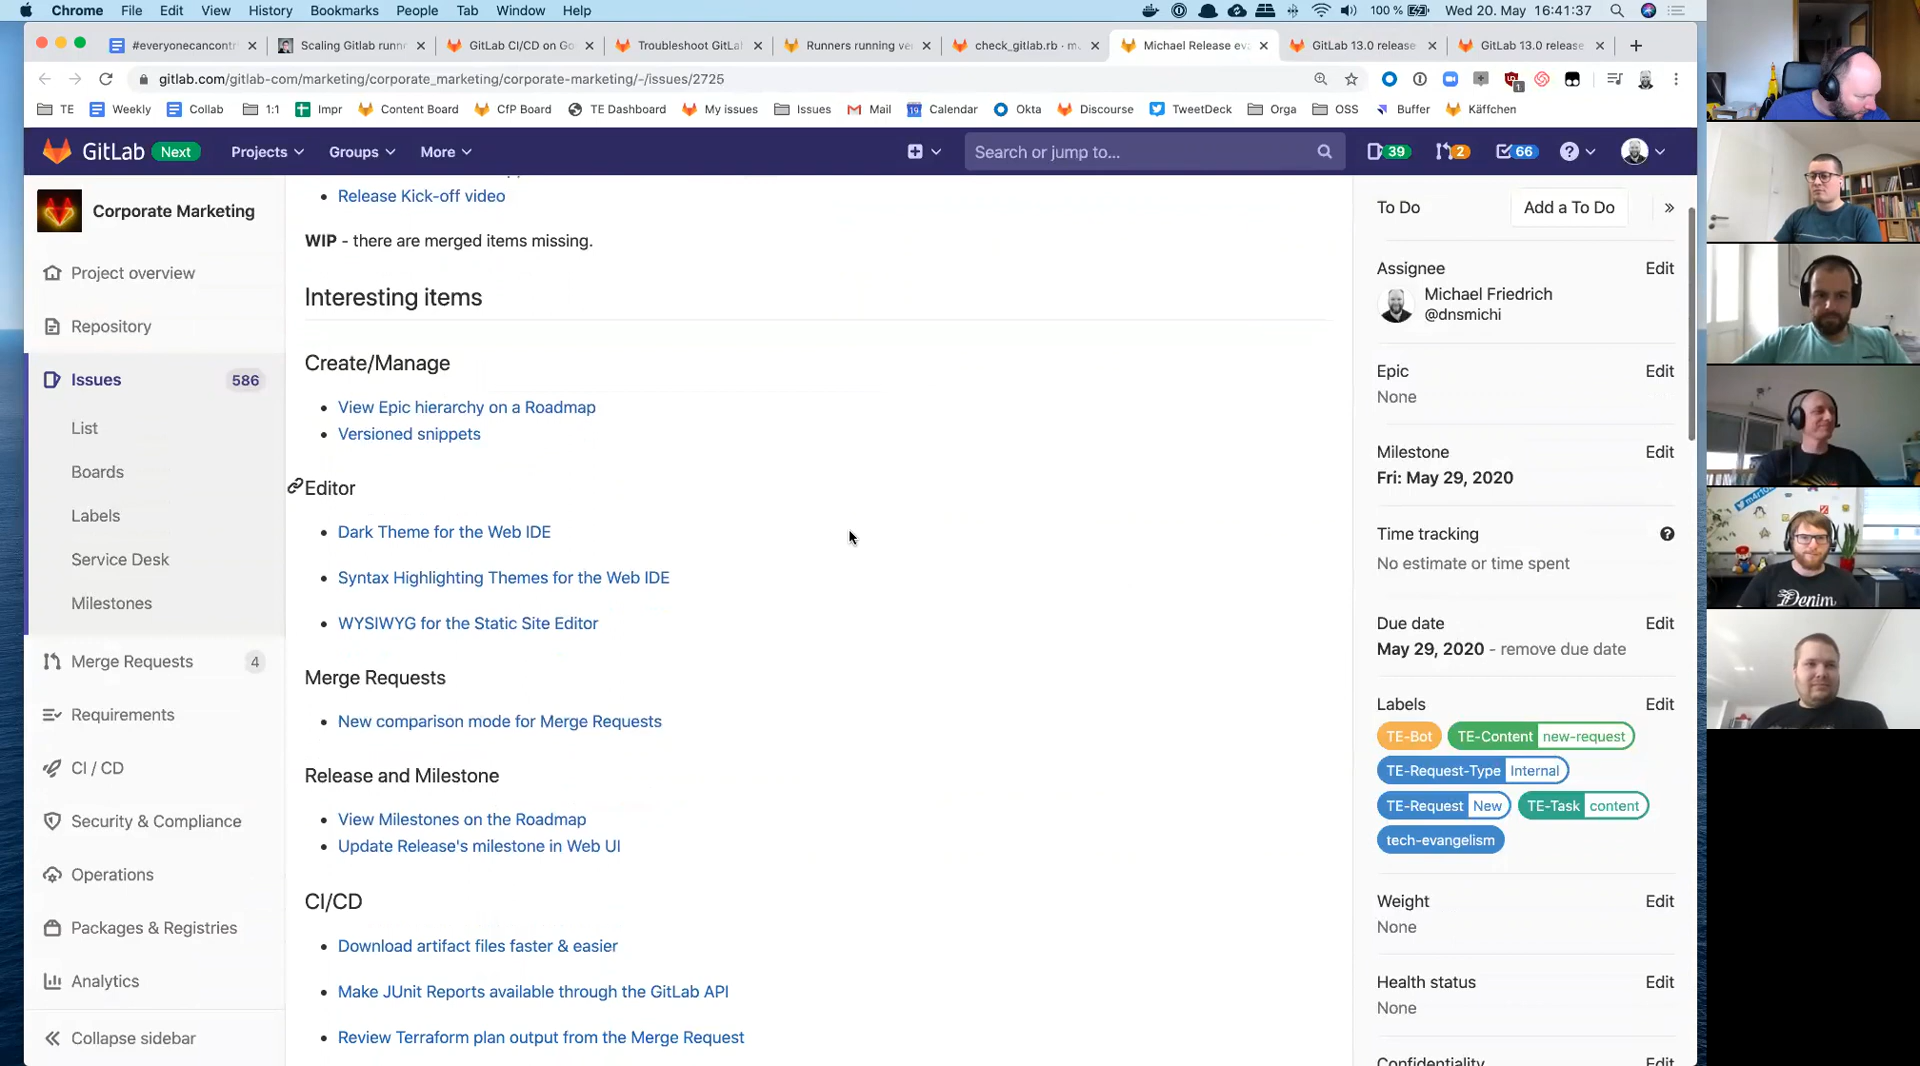 Chrome File Edit View History Bookmarks People Tab Window Help 100 % Wed 20. May 16:41:37
#everyonecancontr Scaling Gitlab runn GitLab CI/CD on Go Troubleshoot GitLa Runners running ve check_gitlab.rb · m Michael Release ev GitLab 13.0 release GitLab 13.0 release
gitlab.com/gitlab-com/marketing/corporate_marketing/corporate-marketing/-/issues/2725
TE Weekly Collab 1:1 Impr Content Board CfP Board TE Dashboard My issues Issues Mail Calendar Okta Discourse TweetDeck Orga OSS Buffer Käffchen
GitLab Next Projects Groups More Search or jump to... 39 2 66
Corporate Marketing
Project overview
Repository
Issues 586
List
Boards
Labels
Service Desk
Milestones
Merge Requests 4
Requirements
CI / CD
Security & Compliance
Operations
Packages & Registries
Analytics
Collapse sidebar
Release Kick-off video
WIP - there are merged items missing.
Interesting items
Create/Manage
View Epic hierarchy on a Roadmap
Versioned snippets
Editor
Dark Theme for the Web IDE
Syntax Highlighting Themes for the Web IDE
WYSIWYG for the Static Site Editor
Merge Requests
New comparison mode for Merge Requests
Release and Milestone
View Milestones on the Roadmap
Update Release's milestone in Web UI
CI/CD
Download artifact files faster & easier
Make JUnit Reports available through the GitLab API
Review Terraform plan output from the Merge Request
To Do Add a To Do
Assignee Edit
Michael Friedrich
@dnsmichi
Epic Edit
None
Milestone Edit
Fri: May 29, 2020
Time tracking
No estimate or time spent
Due date Edit
May 29, 2020 - remove due date
Labels Edit
TE-Bot TE-Content new-request
TE-Request-Type Internal
TE-Request New TE-Task content
tech-evangelism
Weight Edit
None
Health status Edit
None
Confidentiality Edit
Denim